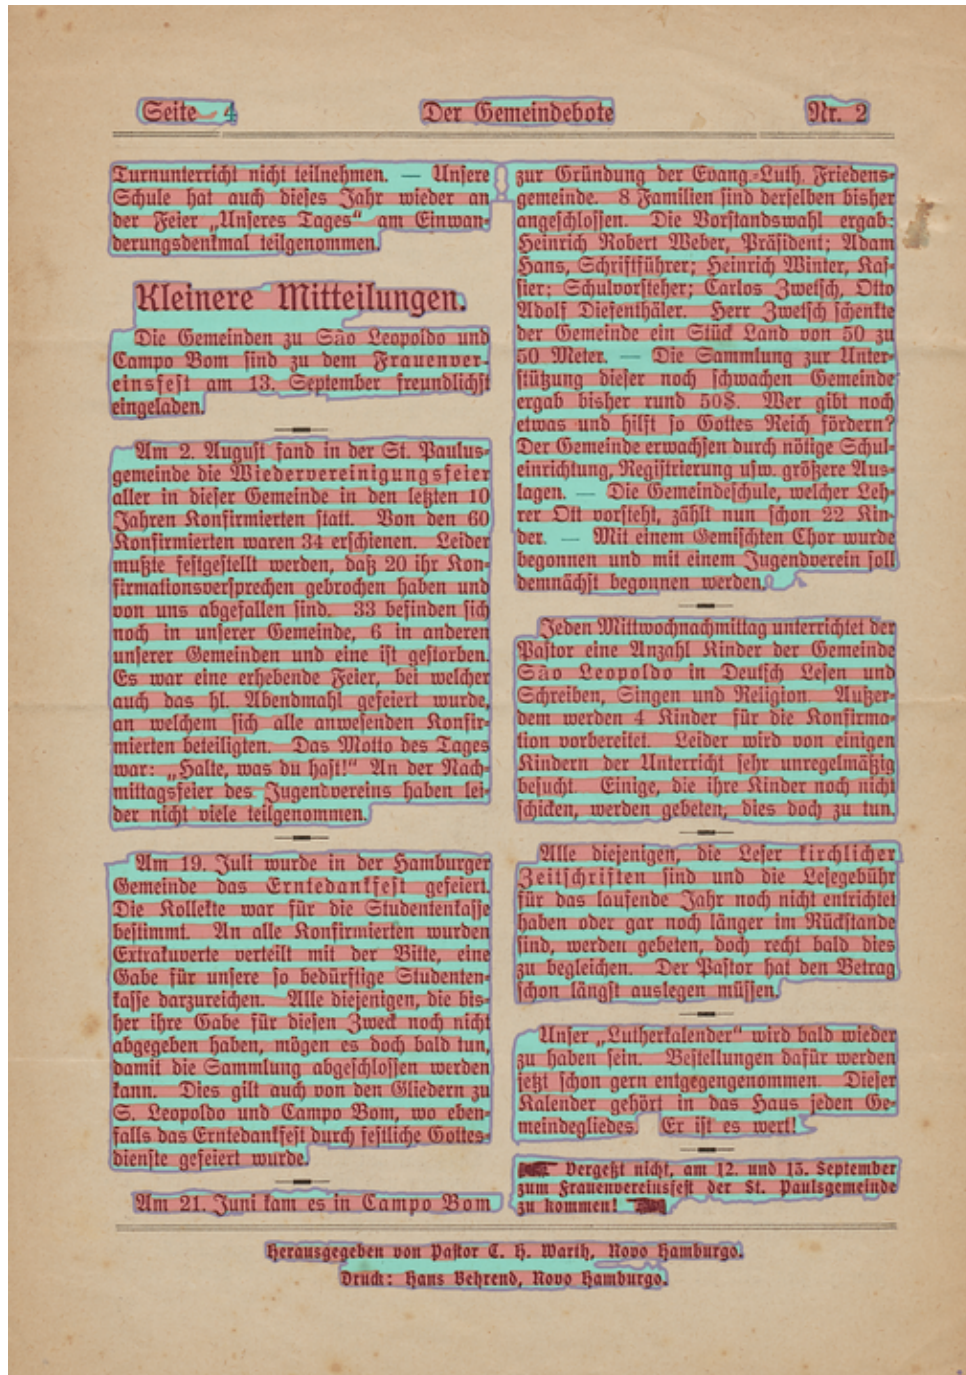 Seite 4
Der Gemeindebote
Nr. 2
Turnunterricht nicht teilnehmen. — Unsere
Schule hat auch dieses Jahr wieder an
der Feier „Unseres Tages“ am Einwan-
derungsdenkmal teilgenommen.
Kleinere Mitteilungen.
Die Gemeinden zu São Leopoldo und
Campo Bom sind zu dem Frauenver-
einsfest am 13. September freundlichst
eingeladen.
Am 2. August fand in der St. Paulus-
gemeinde die Wiedervereinigungsfeier
aller in dieser Gemeinde in den letzten 10
Jahren Konfirmierten statt. Von den 60
Konfirmierten waren 34 erschienen. Leider
mußte festgestellt werden, daß 20 ihr Kon-
firmationsversprechen gebrochen haben und
von uns abgefallen sind. 33 befinden sich
noch in unserer Gemeinde, 6 in anderen
unserer Gemeinden und eine ist gestorben.
Es war eine erhebende Feier, bei welcher
auch das hl. Abendmahl gefeiert wurde,
an welchem sich alle anwesenden Konfir-
mierten beteiligten. Das Motto des Tages
war: „Halte, was du hast!“ An der Nach-
mittagsfeier des Jugendvereins haben lei-
der nicht viele teilgenommen.
Am 19. Juli wurde in der Hamburger
Gemeinde das Erntedankfest gefeiert.
Die Kollekte war für die Studentenkasse
bestimmt. An alle Konfirmierten wurden
Extrakuverte verteilt mit der Bitte, eine
Gabe für unsere so bedürftige Studenten-
kasse darzureichen. Alle diejenigen, die bis-
her ihre Gabe für diesen Zweck noch nicht
abgegeben haben, mögen es doch bald tun,
damit die Sammlung abgeschlossen werden
kann. Dies gilt auch von den Gliedern zu
S. Leopoldo und Campo Bom, wo eben-
falls das Erntedankfest durch festliche Gottes-
dienste gefeiert wurde.
Am 21. Juni kam es in Campo Bom
zur Gründung der Evang.-Luth. Friedens-
gemeinde. 8 Familien sind derselben bisher
angeschlossen. Die Vorstandswahl ergab:
Heinrich Robert Weber, Präsident; Adam
Hans, Schriftführer; Heinrich Winter, Kas-
sier; Schulvorsteher; Carlos Zwetsch, Otto
Adolf Diefenthäler. Herr Zwetsch schenkte
der Gemeinde ein Stück Land von 50 zu
50 Meter. — Die Sammlung zur Unter-
stützung dieser noch schwachen Gemeinde
ergab bisher rund 50$. Wer gibt noch
etwas und hilft so Gottes Reich fördern?
Der Gemeinde erwachsen durch nötige Schul-
einrichtung, Registrierung usw. größere Aus-
lagen. — Die Gemeindeschule, welcher Leh-
rer Ott vorsteht, zählt nun schon 22 Kin-
der. — Mit einem Gemischten Chor wurde
begonnen und mit einem Jugendverein soll
demnächst begonnen werden.
Jeden Mittwochnachmittag unterrichtet der
Pastor eine Anzahl Kinder der Gemeinde
São Leopoldo in Deutsch Lesen und
Schreiben, Singen und Religion. Außer-
dem werden 4 Kinder für die Konfirma-
tion vorbereitet. Leider wird von einigen
Kindern der Unterricht sehr unregelmäßig
besucht. Einige, die ihre Kinder noch nicht
schicken, werden gebeten, dies doch zu tun.
Alle diejenigen, die Leser kirchlicher
Zeitschriften sind und die Lesegebühr
für das laufende Jahr noch nicht entrichtet
haben oder gar noch länger im Rückstande
sind, werden gebeten, doch recht bald dies
zu begleichen. Der Pastor hat den Betrag
schon längst auslegen müssen.
Unser „Lutherkalender“ wird bald wieder
zu haben sein. Bestellungen dafür werden
jetzt schon gern entgegengenommen. Dieser
Kalender gehört in das Haus jeden Ge-
meindegliedes. Er ist es wert!
Vergeßt nicht, am 12. und 13. September
zum Frauenvereinsfest der St. Paulsgemeinde
zu kommen!
Herausgegeben von Pastor C. H. Warth, Novo Hamburgo.
Druck: Hans Behrend, Novo Hamburgo.